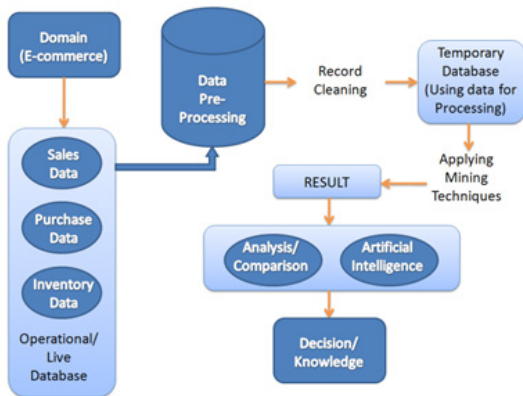 Domain
(E-commerce)
Sales
Data
Purchase
Data
Inventory
Data
Operational/
Live
Database
Data
Pre-
Processing
Record
Cleaning
Temporary
Database
(Using data for
Processing)
Applying
Mining
Techniques
RESULT
Analysis/
Comparison
Artificial
Intelligence
Decision/
Knowledge